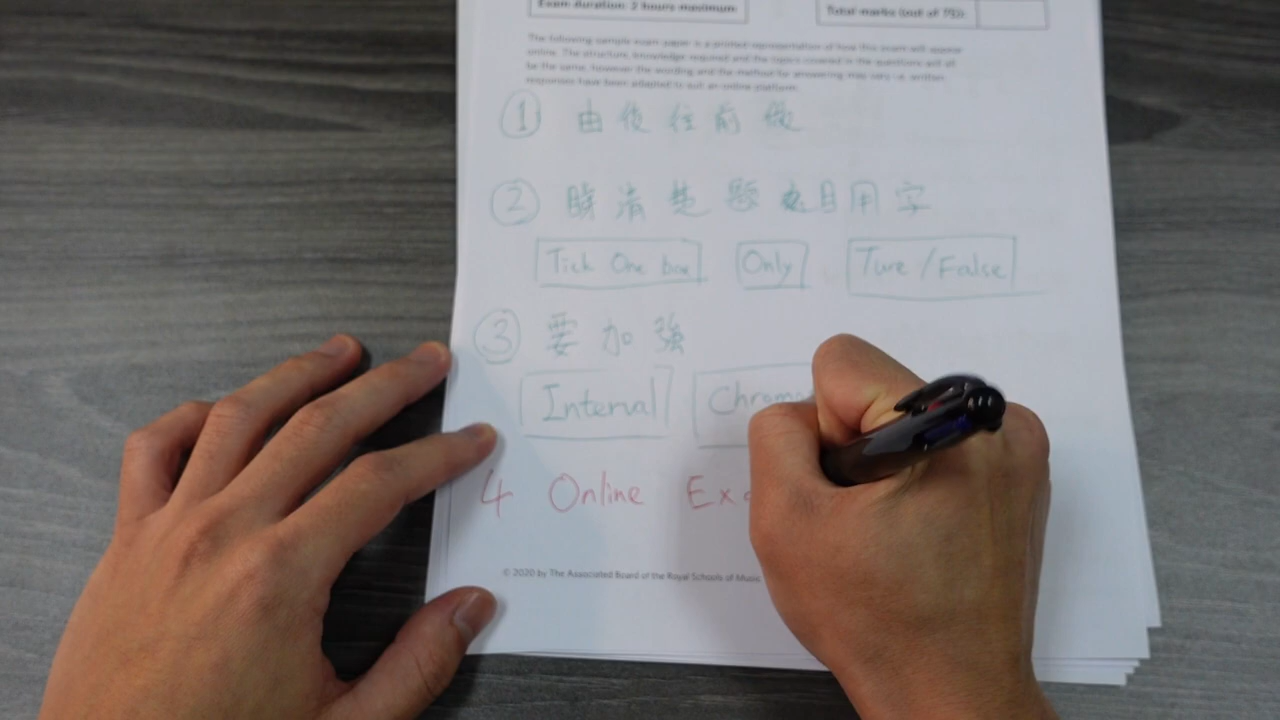 Exam duration: 2 hours maximum
Total marks (out of 75):
The following sample exam paper is a printed representation of how this exam will appear
online. The structure, knowledge required and the topics covered in the questions will all
be the same, however the wording and the method for answering may vary i.e. written
responses have been adapted to suit an online platform.
① 由後往前做
② 睇清楚題目用字
Tick One box Only Ture / False
③ 要加強
Interval Chrom
4 Online Exa
© 2020 by The Associated Board of the Royal Schools of Music